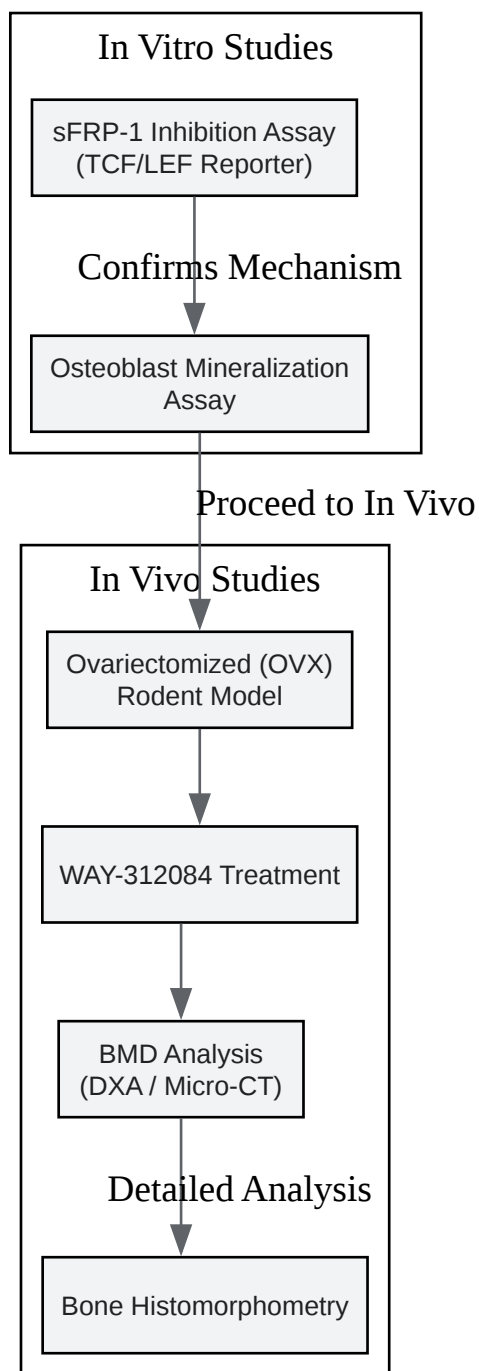 In Vitro Studies
sFRP-1 Inhibition Assay
(TCF/LEF Reporter)
Confirms Mechanism
Osteoblast Mineralization
Assay
Proceed to In Vivo
In Vivo Studies
Ovariectomized (OVX)
Rodent Model
WAY-312084 Treatment
BMD Analysis
(DXA / Micro-CT)
Detailed Analysis
Bone Histomorphometry